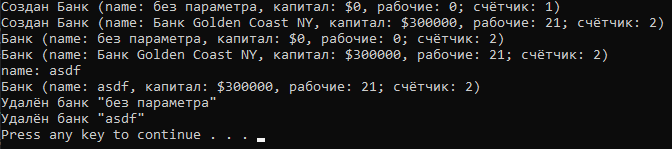 Создан Банк (name: без параметра, капитал: $0, рабочие: 0; счётчик: 1)
Создан Банк (name: Банк Golden Coast NY, капитал: $300000, рабочие: 21; счётчик: 2)
Банк (name: без параметра, капитал: $0, рабочие: 0; счётчик: 2)
Банк (name: Банк Golden Coast NY, капитал: $300000, рабочие: 21; счётчик: 2)
name: asdf
Банк (name: asdf, капитал: $300000, рабочие: 21; счётчик: 2)
Удалён банк "без параметра"
Удалён банк "asdf"
Press any key to continue . . .